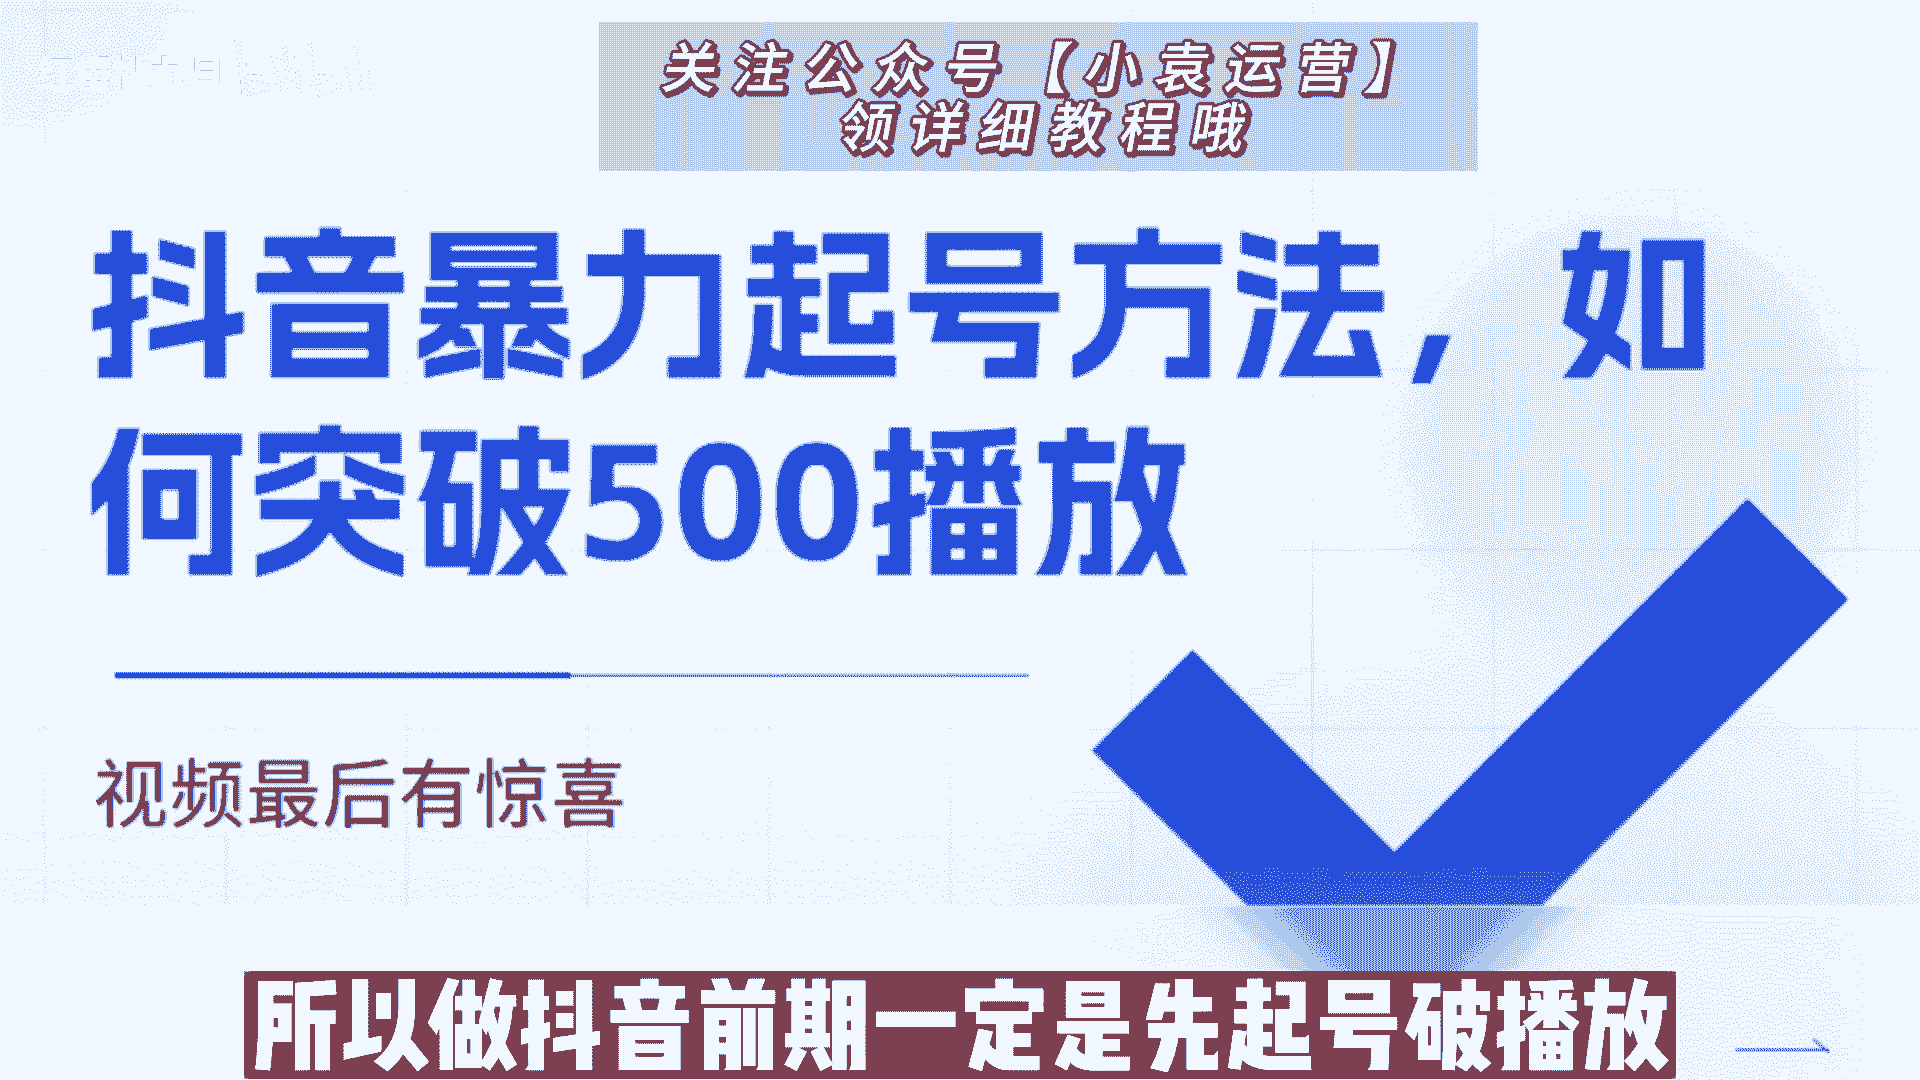 关注公众号【小袁运营】
领详细教程哦
抖音暴力起号方法，如
何突破500播放
视频最后有惊喜
所以做抖音前期一定是先起号破播放